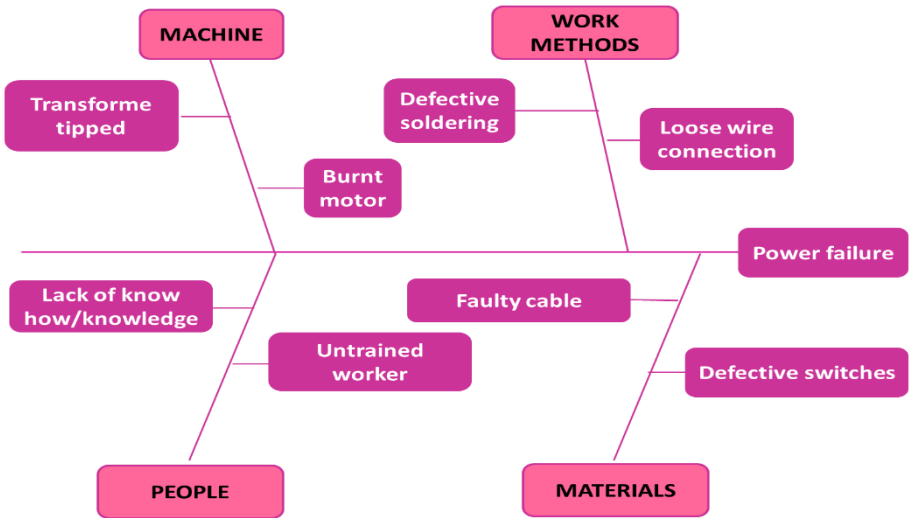 MACHINE
WORK
METHODS
Transforme
tipped
Defective
soldering
Loose wire
connection
Burnt
motor
Power failure
Lack of know
how/knowledge
Faulty cable
Untrained
worker
Defective switches
PEOPLE
MATERIALS